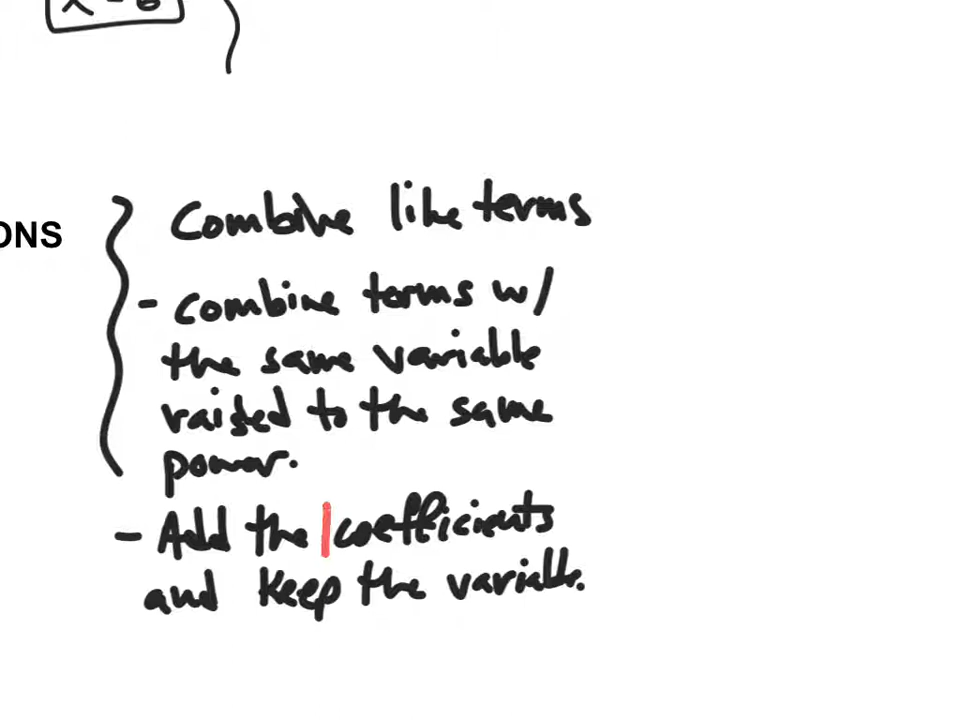 x = 6
ONS
Combine like terms
- combine terms w/
the same variable
raised to the same
power.
- Add the coefficients
and keep the variable.